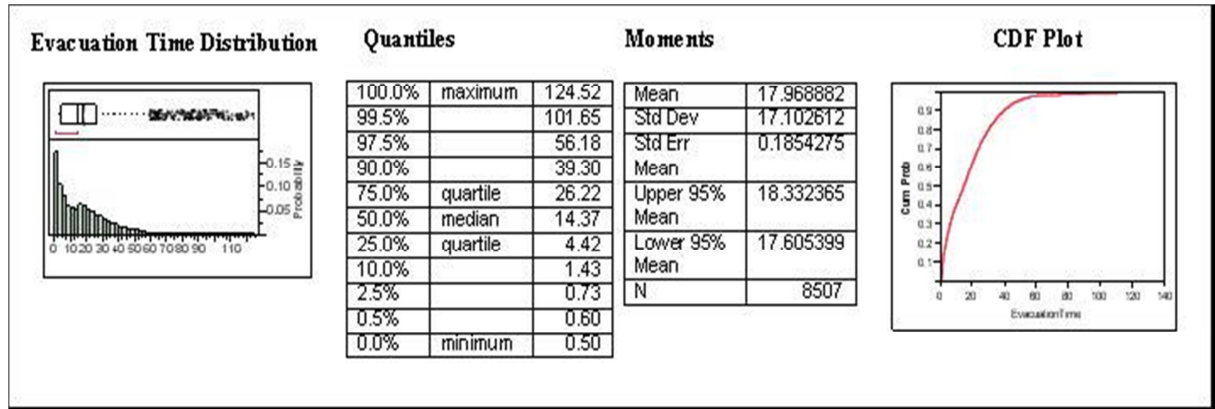 Evacuation Time Distribution
Quantiles
Moments
CDF Plot
0.15
0.10
0.05
Probability
0 10 20 30 40 50 60 70 80 90 110
100.0% maximum 124.52
99.5% 101.65
97.5% 56.18
90.0% 39.30
75.0% quartile 26.22
50.0% median 14.37
25.0% quartile 4.42
10.0% 1.43
2.5% 0.73
0.5% 0.60
0.0% minimum 0.50
Mean 17.968882
Std Dev 17.102612
Std Err 0.1854275
Mean
Upper 95% 18.332365
Mean
Lower 95% 17.605399
Mean
N 8507
0.9
0.8
0.7
0.6
0.5
0.4
0.3
0.2
0.1
Cum Prob
0 20 40 60 80 100 120 140
EvacuationTime